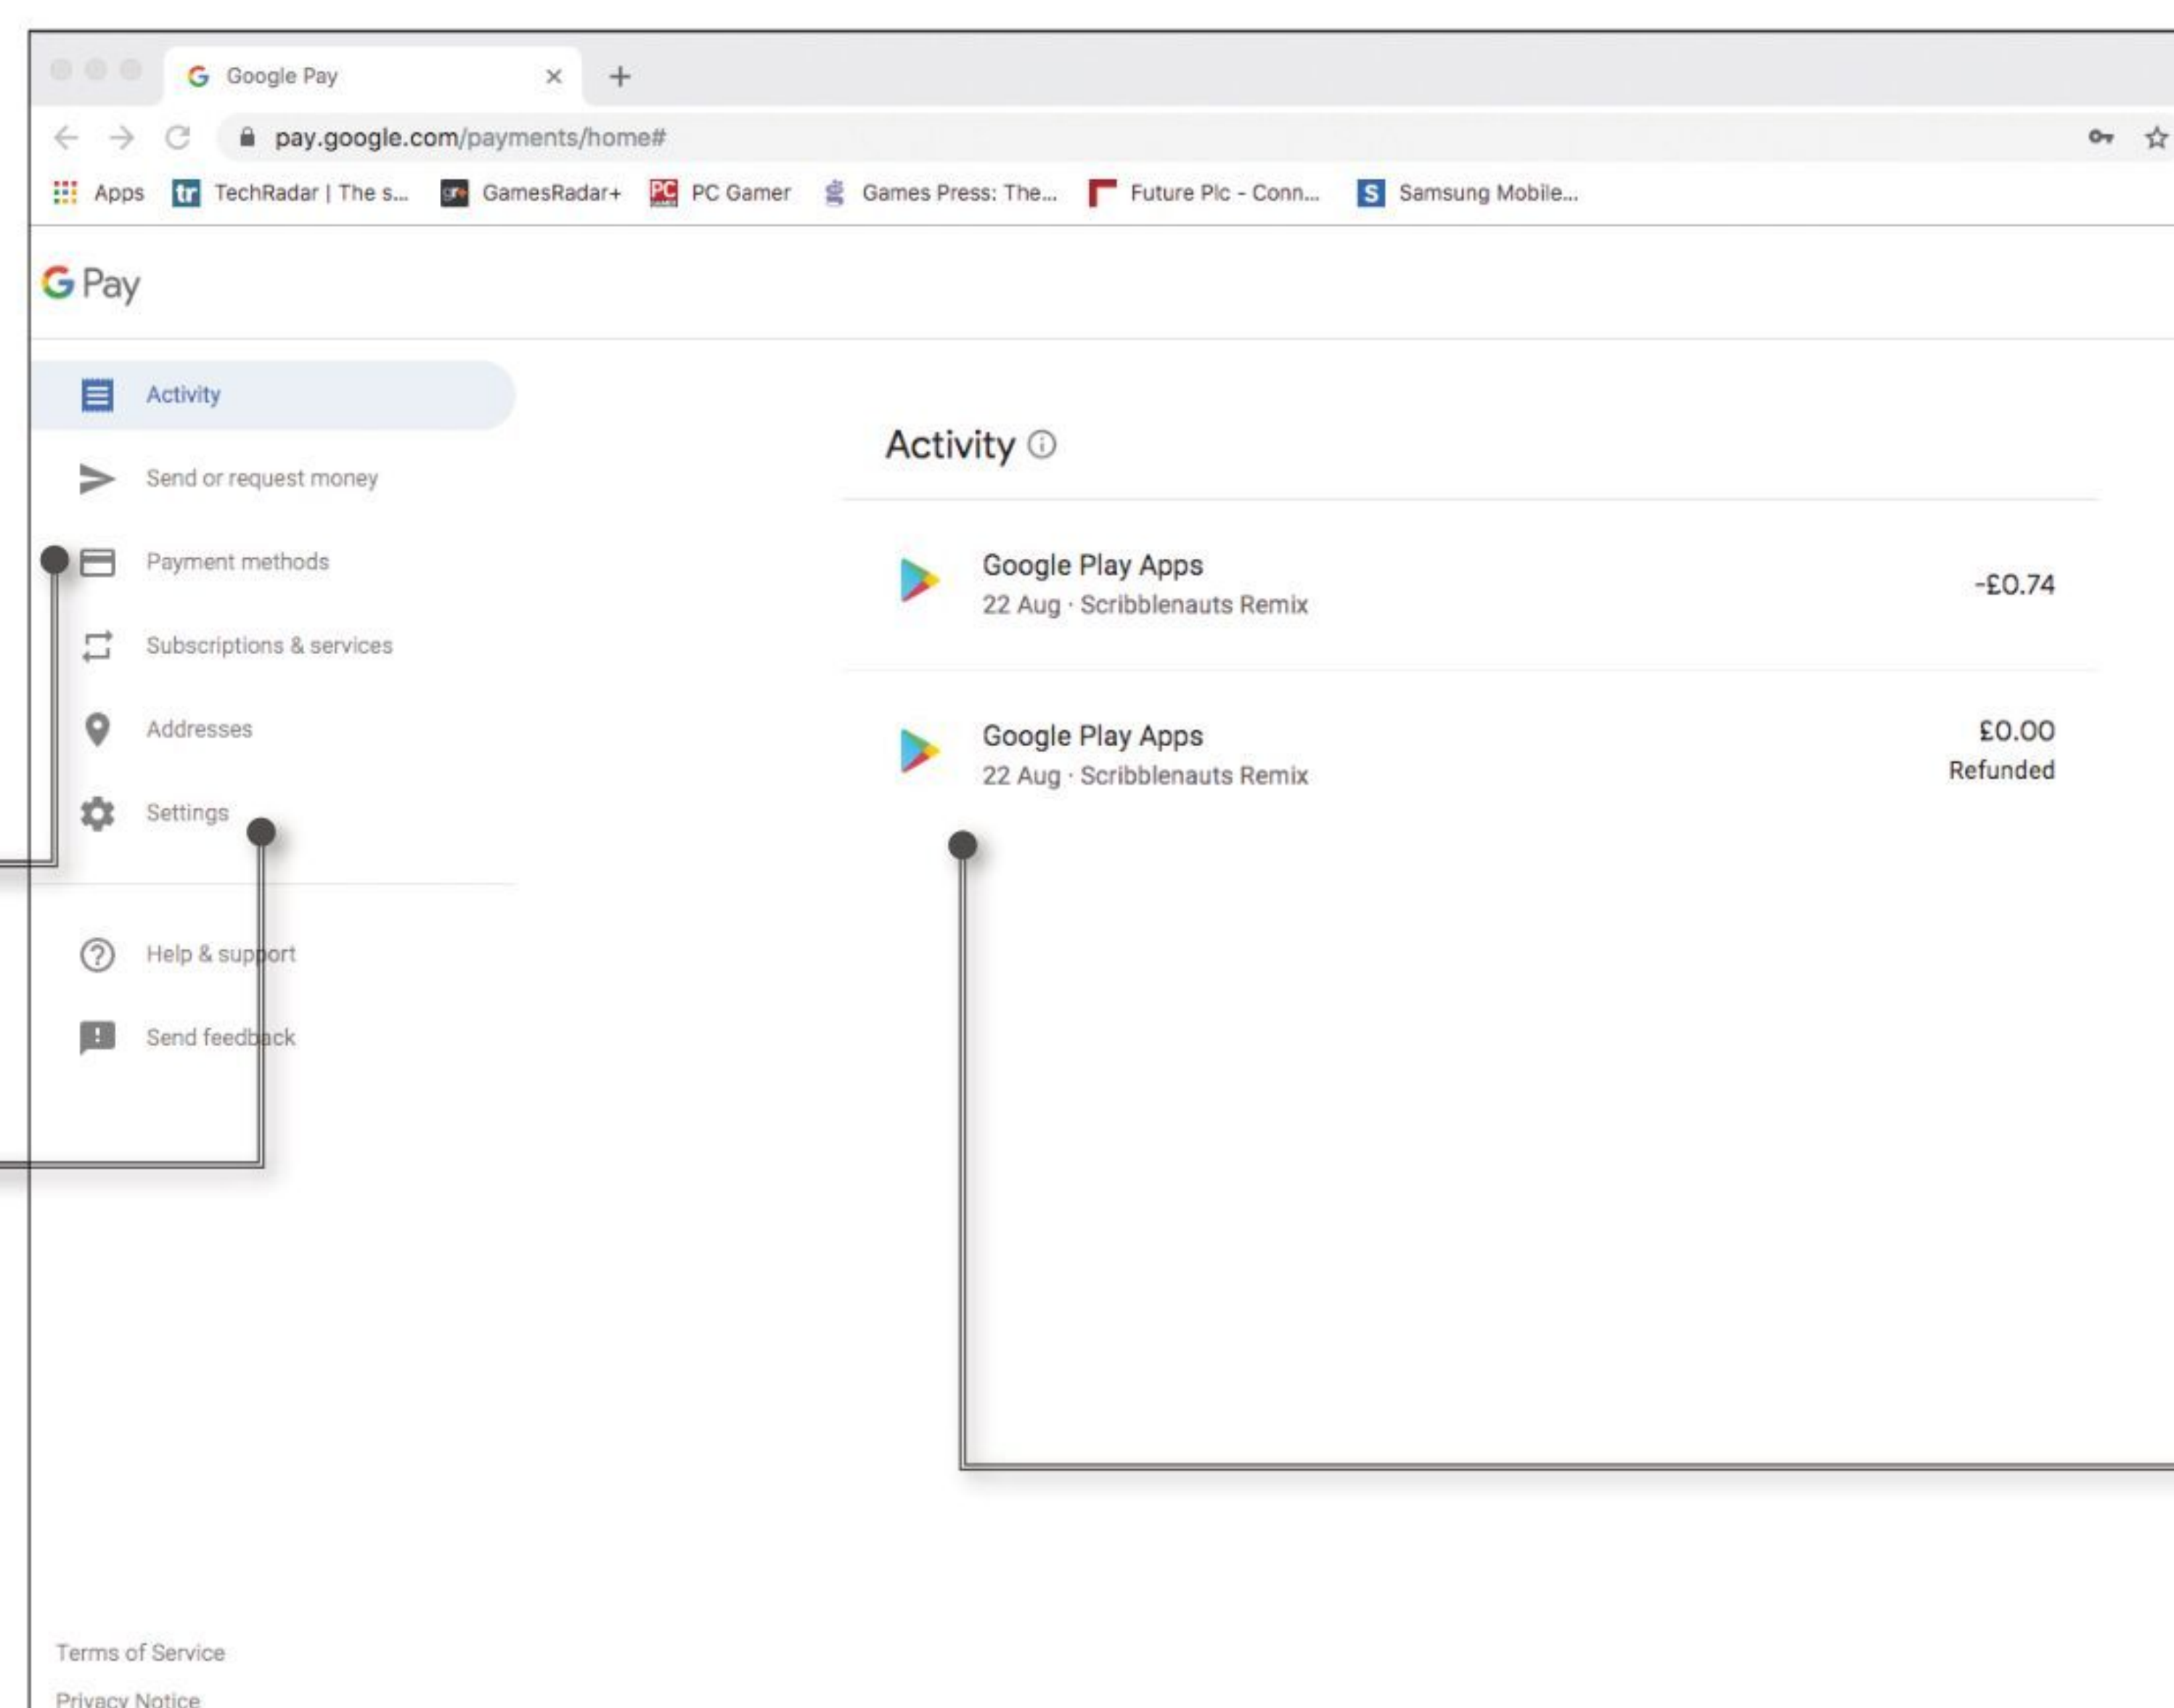 Google Pay
pay.google.com/payments/home#
Apps tr TechRadar | The s... gr+ GamesRadar+ PC PC Gamer Games Press: The... Future Plc - Conn... S Samsung Mobile...
G Pay
Activity
Send or request money
Payment methods
Subscriptions & services
Addresses
Settings
Help & support
Send feedback
Activity
Google Play Apps
22 Aug · Scribblenauts Remix
-£0.74
Google Play Apps
22 Aug · Scribblenauts Remix
£0.00
Refunded
Terms of Service
Privacy Notice